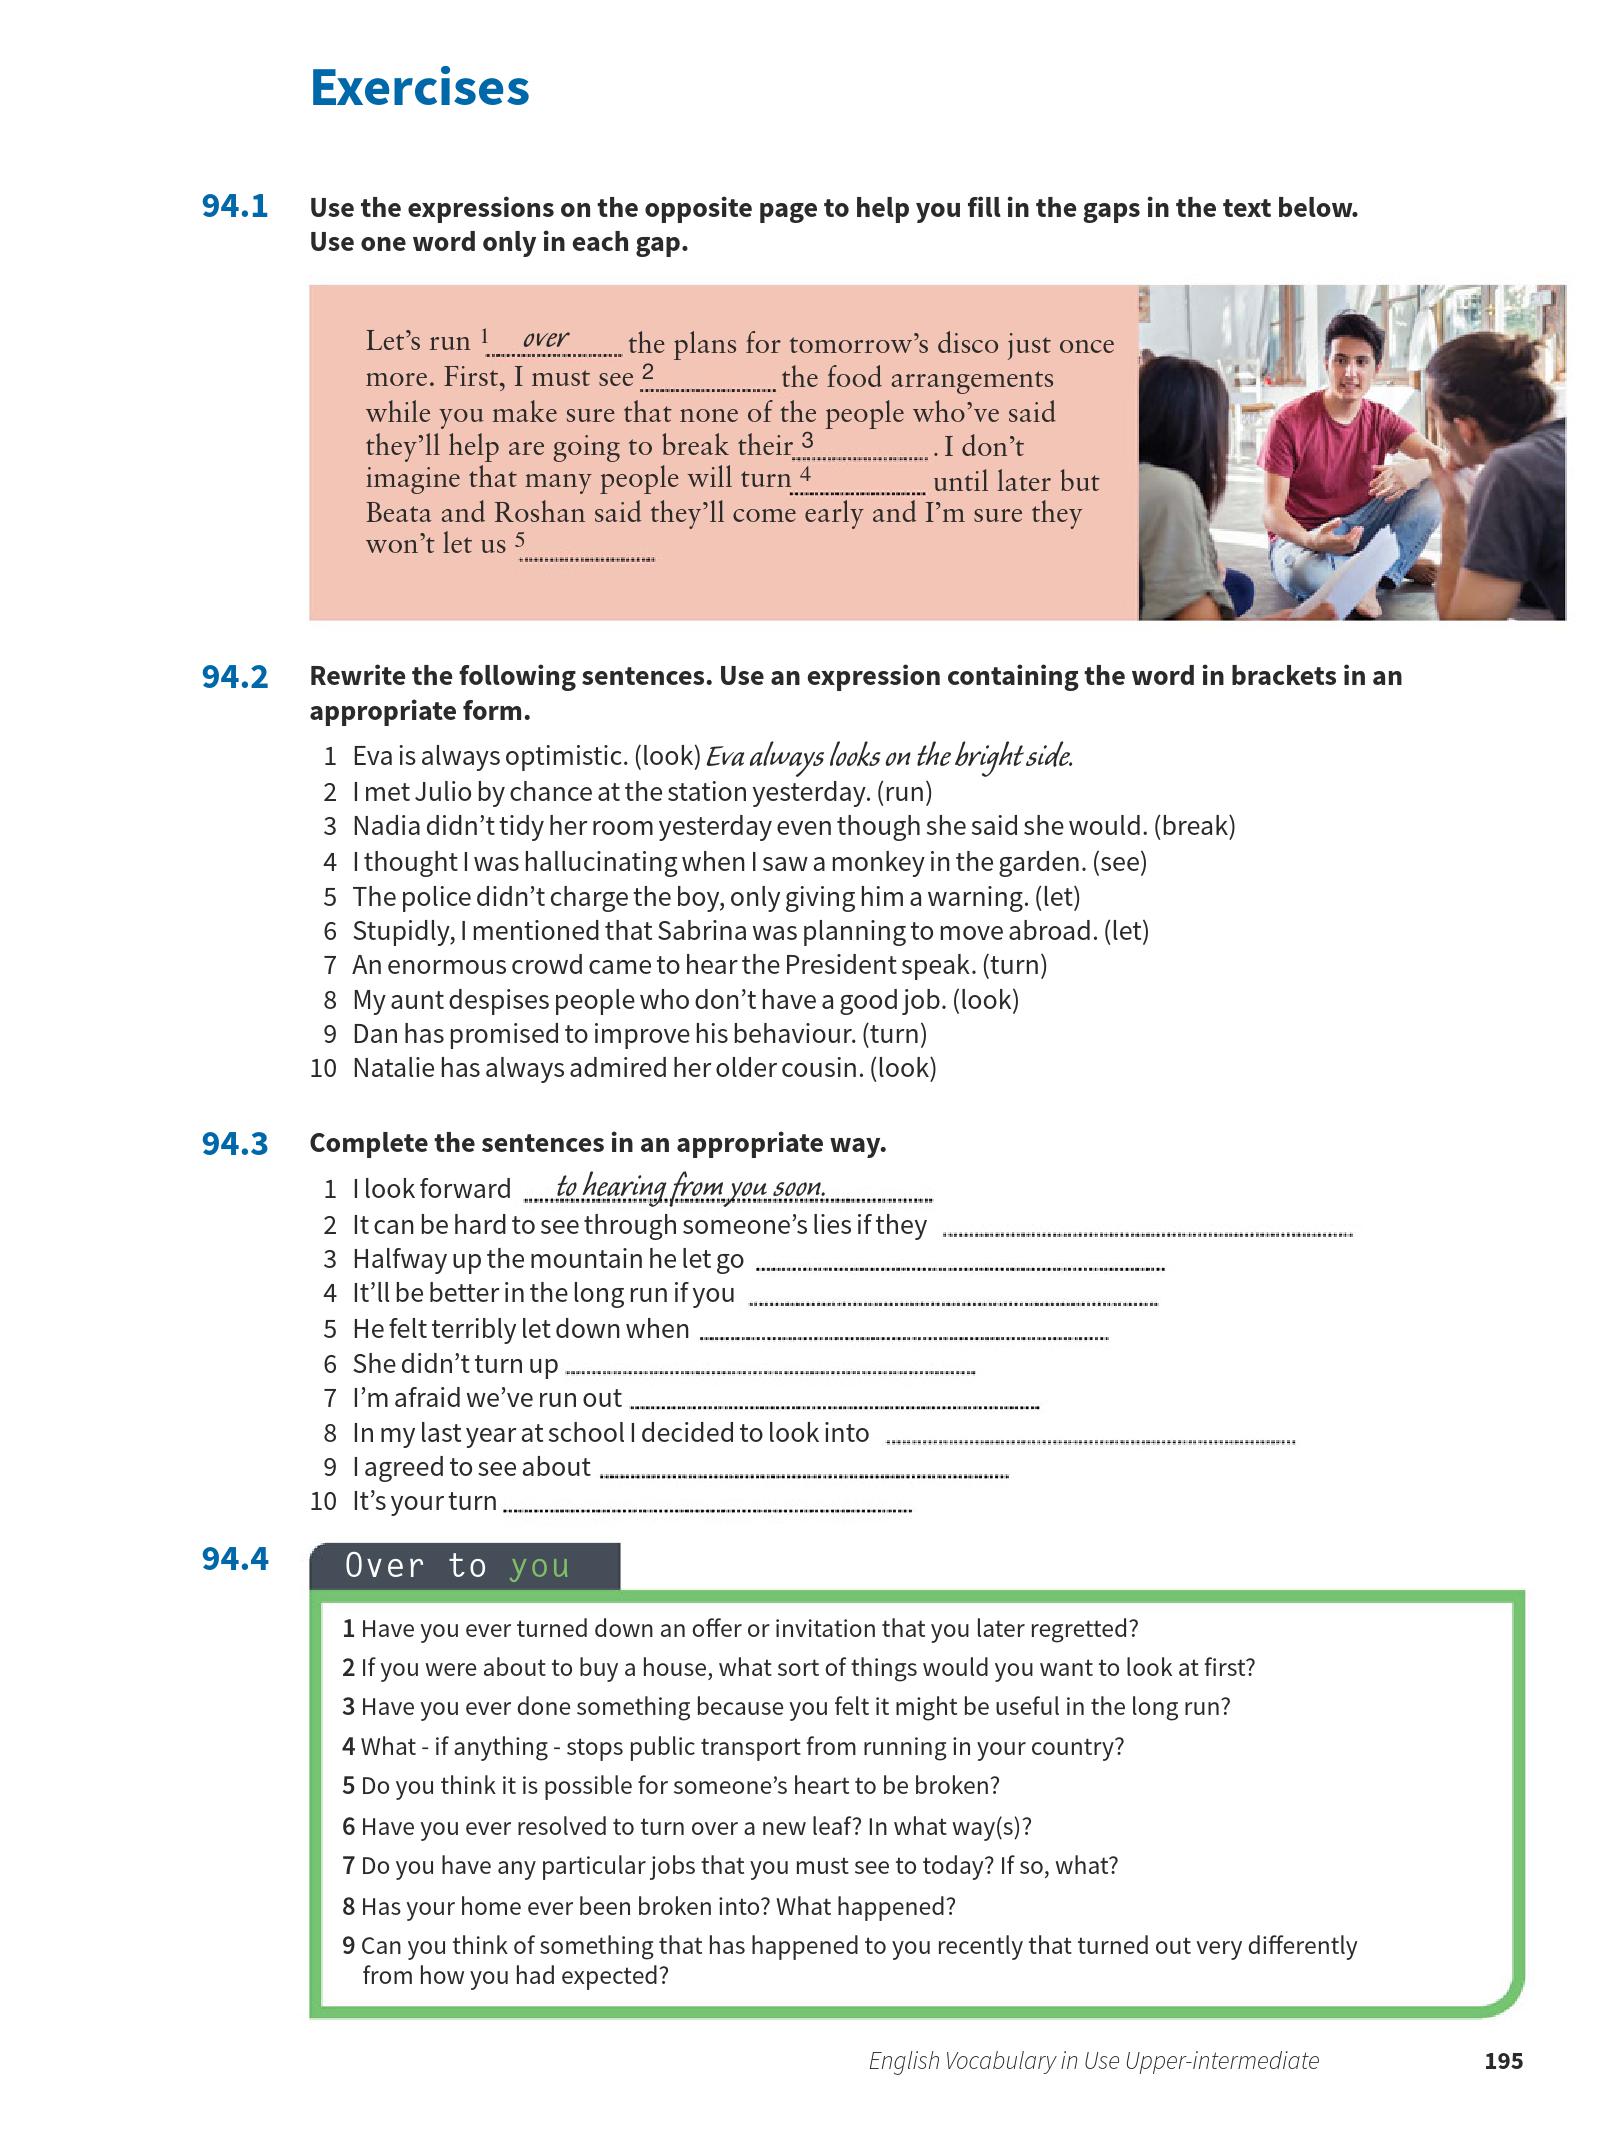 Exercises
94.1 Use the expressions on the opposite page to help you fill in the gaps in the text below.
Use one word only in each gap.
Let's run 1 over the plans for tomorrow's disco just once
more. First, I must see 2 the food arrangements
while you make sure that none of the people who've said
they'll help are going to break their 3 . I don't
imagine that many people will turn 4 until later but
Beata and Roshan said they'll come early and I'm sure they
won't let us 5
94.2 Rewrite the following sentences. Use an expression containing the word in brackets in an
appropriate form.
1 Eva is always optimistic. (look) Eva always looks on the bright side.
2 I met Julio by chance at the station yesterday. (run)
3 Nadia didn't tidy her room yesterday even though she said she would. (break)
4 I thought I was hallucinating when I saw a monkey in the garden. (see)
5 The police didn't charge the boy, only giving him a warning. (let)
6 Stupidly, I mentioned that Sabrina was planning to move abroad. (let)
7 An enormous crowd came to hear the President speak. (turn)
8 My aunt despises people who don't have a good job. (look)
9 Dan has promised to improve his behaviour. (turn)
10 Natalie has always admired her older cousin. (look)
94.3 Complete the sentences in an appropriate way.
1 I look forward to hearing from you soon.
2 It can be hard to see through someone's lies if they
3 Halfway up the mountain he let go
4 It'll be better in the long run if you
5 He felt terribly let down when
6 She didn't turn up
7 I'm afraid we've run out
8 In my last year at school I decided to look into
9 I agreed to see about
10 It's your turn
94.4 Over to you
1 Have you ever turned down an offer or invitation that you later regretted?
2 If you were about to buy a house, what sort of things would you want to look at first?
3 Have you ever done something because you felt it might be useful in the long run?
4 What - if anything - stops public transport from running in your country?
5 Do you think it is possible for someone's heart to be broken?
6 Have you ever resolved to turn over a new leaf? In what way(s)?
7 Do you have any particular jobs that you must see to today? If so, what?
8 Has your home ever been broken into? What happened?
9 Can you think of something that has happened to you recently that turned out very differently
from how you had expected?
English Vocabulary in Use Upper-intermediate 195